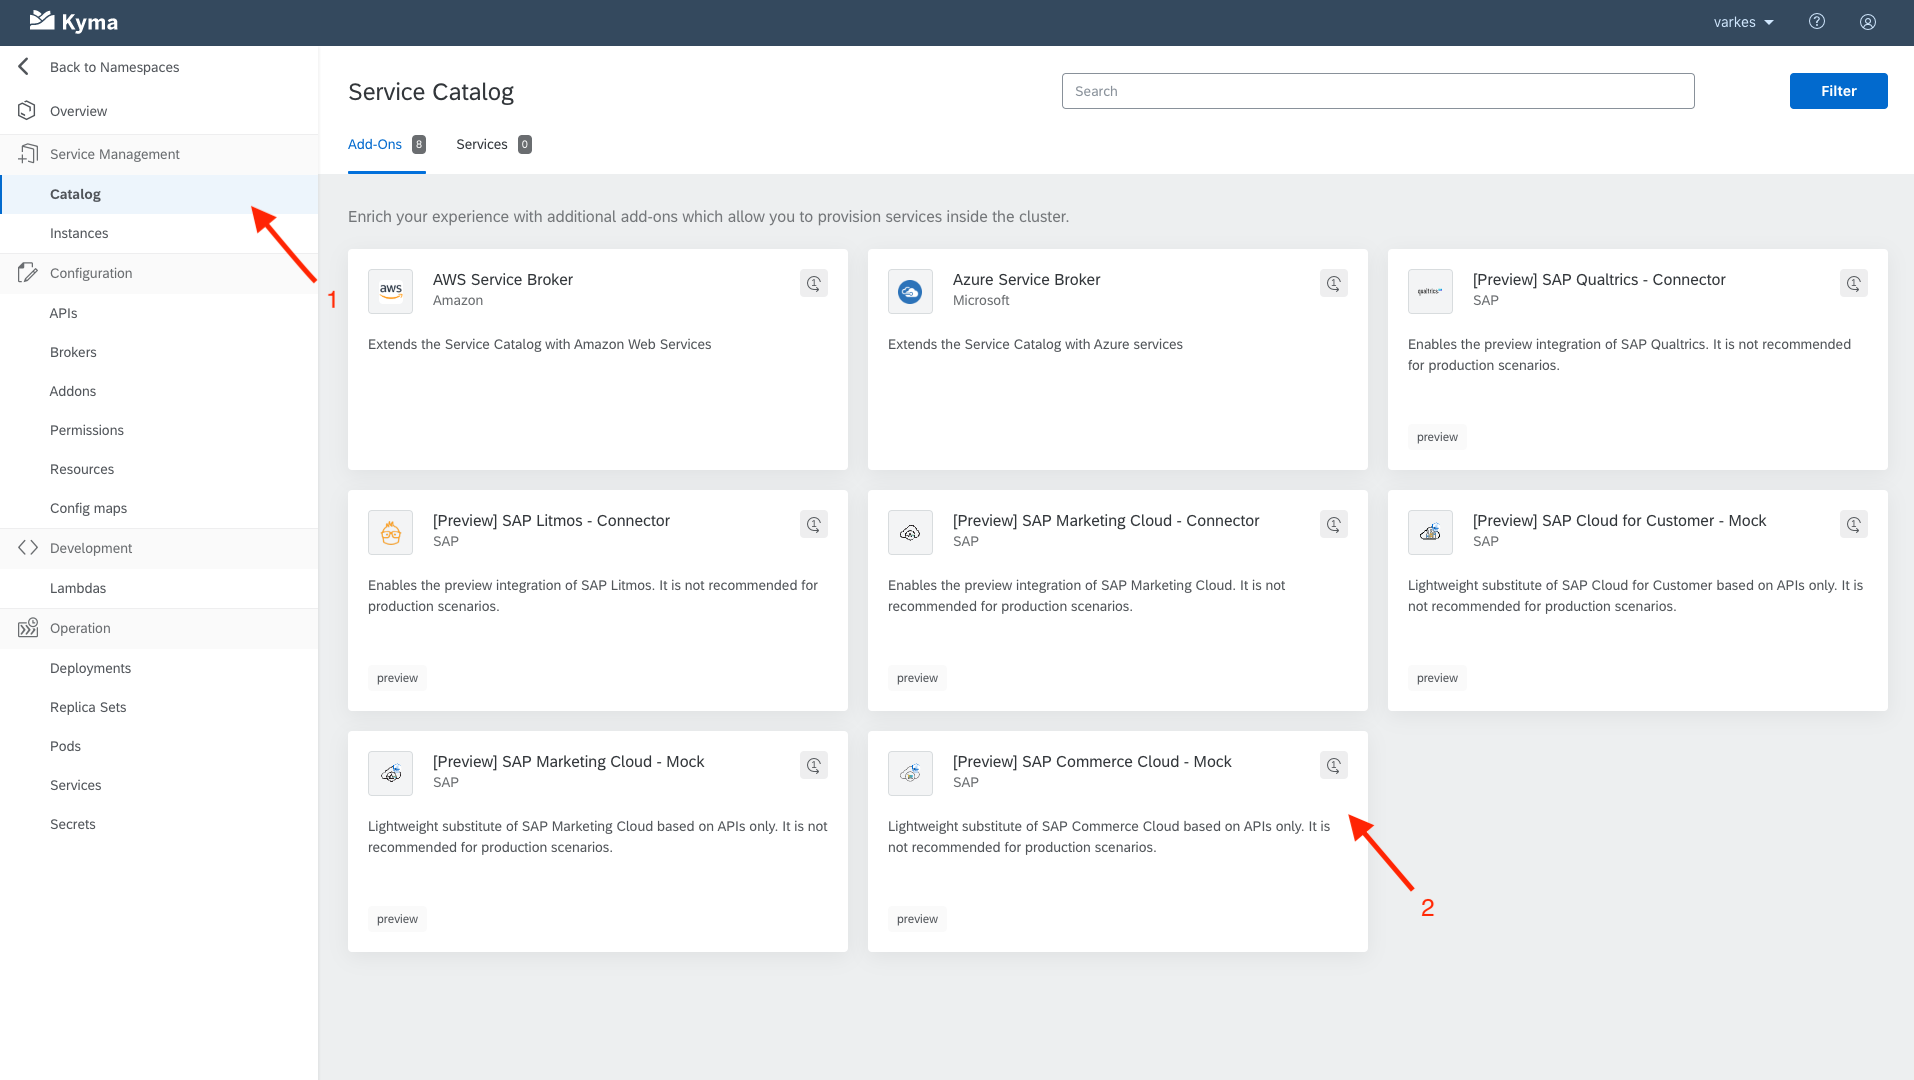 Kyma
varkes
Back to Namespaces
Overview
Service Management
Catalog
Instances
Configuration
APIs
Brokers
Addons
Permissions
Resources
Config maps
Development
Lambdas
Operation
Deployments
Replica Sets
Pods
Services
Secrets
1
Service Catalog
Search
Filter
Add-Ons 8
Services 0
Enrich your experience with additional add-ons which allow you to provision services inside the cluster.
aws
AWS Service Broker
Amazon
1
Extends the Service Catalog with Amazon Web Services
Azure Service Broker
Microsoft
1
Extends the Service Catalog with Azure services
qualtrics
[Preview] SAP Qualtrics - Connector
SAP
1
Enables the preview integration of SAP Qualtrics. It is not recommended
for production scenarios.
preview
[Preview] SAP Litmos - Connector
SAP
1
Enables the preview integration of SAP Litmos. It is not recommended for
production scenarios.
preview
[Preview] SAP Marketing Cloud - Connector
SAP
1
Enables the preview integration of SAP Marketing Cloud. It is not
recommended for production scenarios.
preview
[Preview] SAP Cloud for Customer - Mock
SAP
1
Lightweight substitute of SAP Cloud for Customer based on APIs only. It is
not recommended for production scenarios.
preview
[Preview] SAP Marketing Cloud - Mock
SAP
1
Lightweight substitute of SAP Marketing Cloud based on APIs only. It is not
recommended for production scenarios.
preview
[Preview] SAP Commerce Cloud - Mock
SAP
1
Lightweight substitute of SAP Commerce Cloud based on APIs only. It is
not recommended for production scenarios.
preview
2